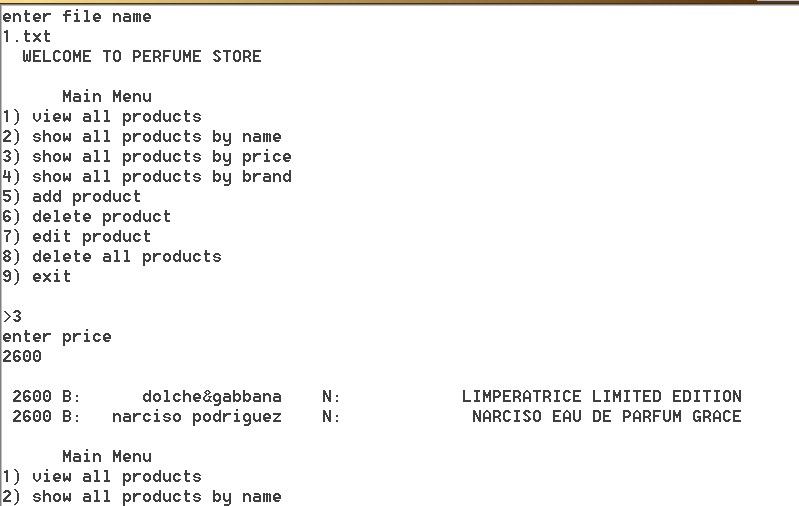 enter file name
1.txt
WELCOME TO PERFUME STORE
Main Menu
1) view all products
2) show all products by name
3) show all products by price
4) show all products by brand
5) add product
6) delete product
7) edit product
8) delete all products
9) exit
>3
enter price
2600
2600 B: dolche&gabbana N: LIMPERATRICE LIMITED EDITION
2600 B: narciso podriguez N: NARCISO EAU DE PARFUM GRACE
Main Menu
1) view all products
2) show all products by name